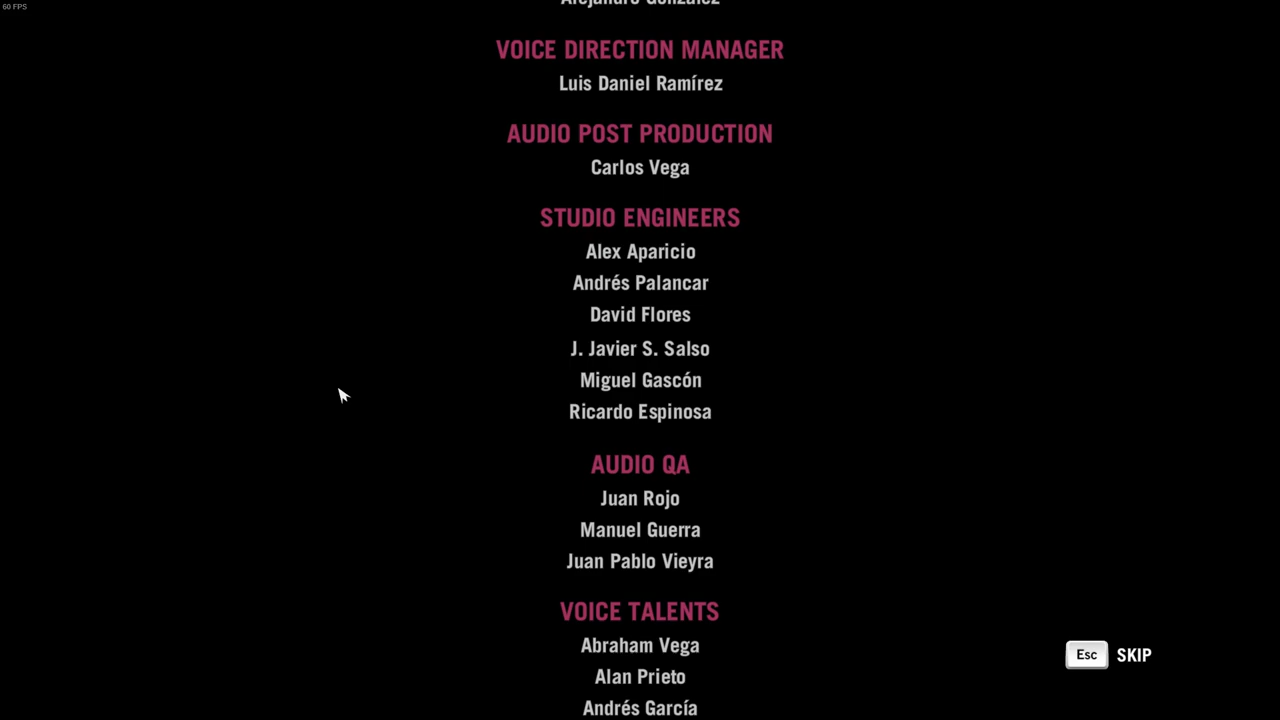 60 FPS
Alejandro González
VOICE DIRECTION MANAGER
Luis Daniel Ramírez
AUDIO POST PRODUCTION
Carlos Vega
STUDIO ENGINEERS
Alex Aparicio
Andrés Palancar
David Flores
J. Javier S. Salso
Miguel Gascón
Ricardo Espinosa
AUDIO QA
Juan Rojo
Manuel Guerra
Juan Pablo Vieyra
VOICE TALENTS
Abraham Vega
Esc SKIP
Alan Prieto
Andrés García